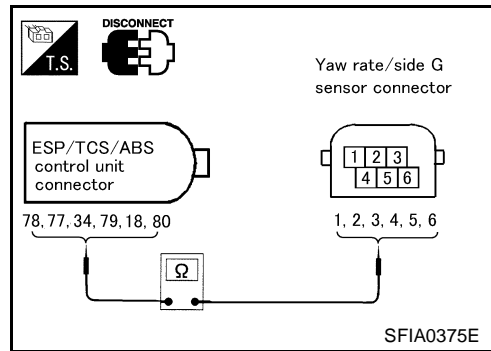 T.S.
DISCONNECT
Yaw rate/side G
sensor connector
ESP/TCS/ABS
control unit
connector
1 2 3
4 5 6
78, 77, 34, 79, 18, 80
1, 2, 3, 4, 5, 6
Ω
SFIA0375E